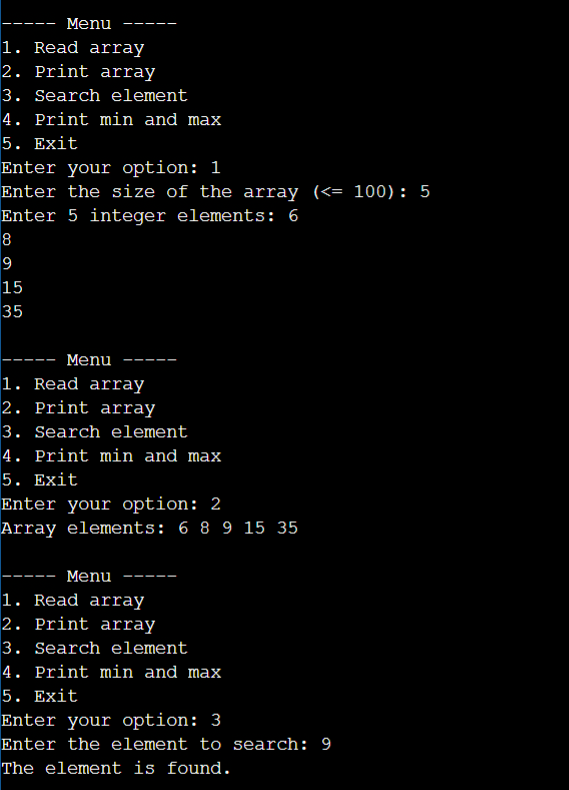 ----- Menu -----
1. Read array
2. Print array
3. Search element
4. Print min and max
5. Exit
Enter your option: 1
Enter the size of the array (<= 100): 5
Enter 5 integer elements: 6
8
9
15
35
----- Menu -----
1. Read array
2. Print array
3. Search element
4. Print min and max
5. Exit
Enter your option: 2
Array elements: 6 8 9 15 35
----- Menu -----
1. Read array
2. Print array
3. Search element
4. Print min and max
5. Exit
Enter your option: 3
Enter the element to search: 9
The element is found.